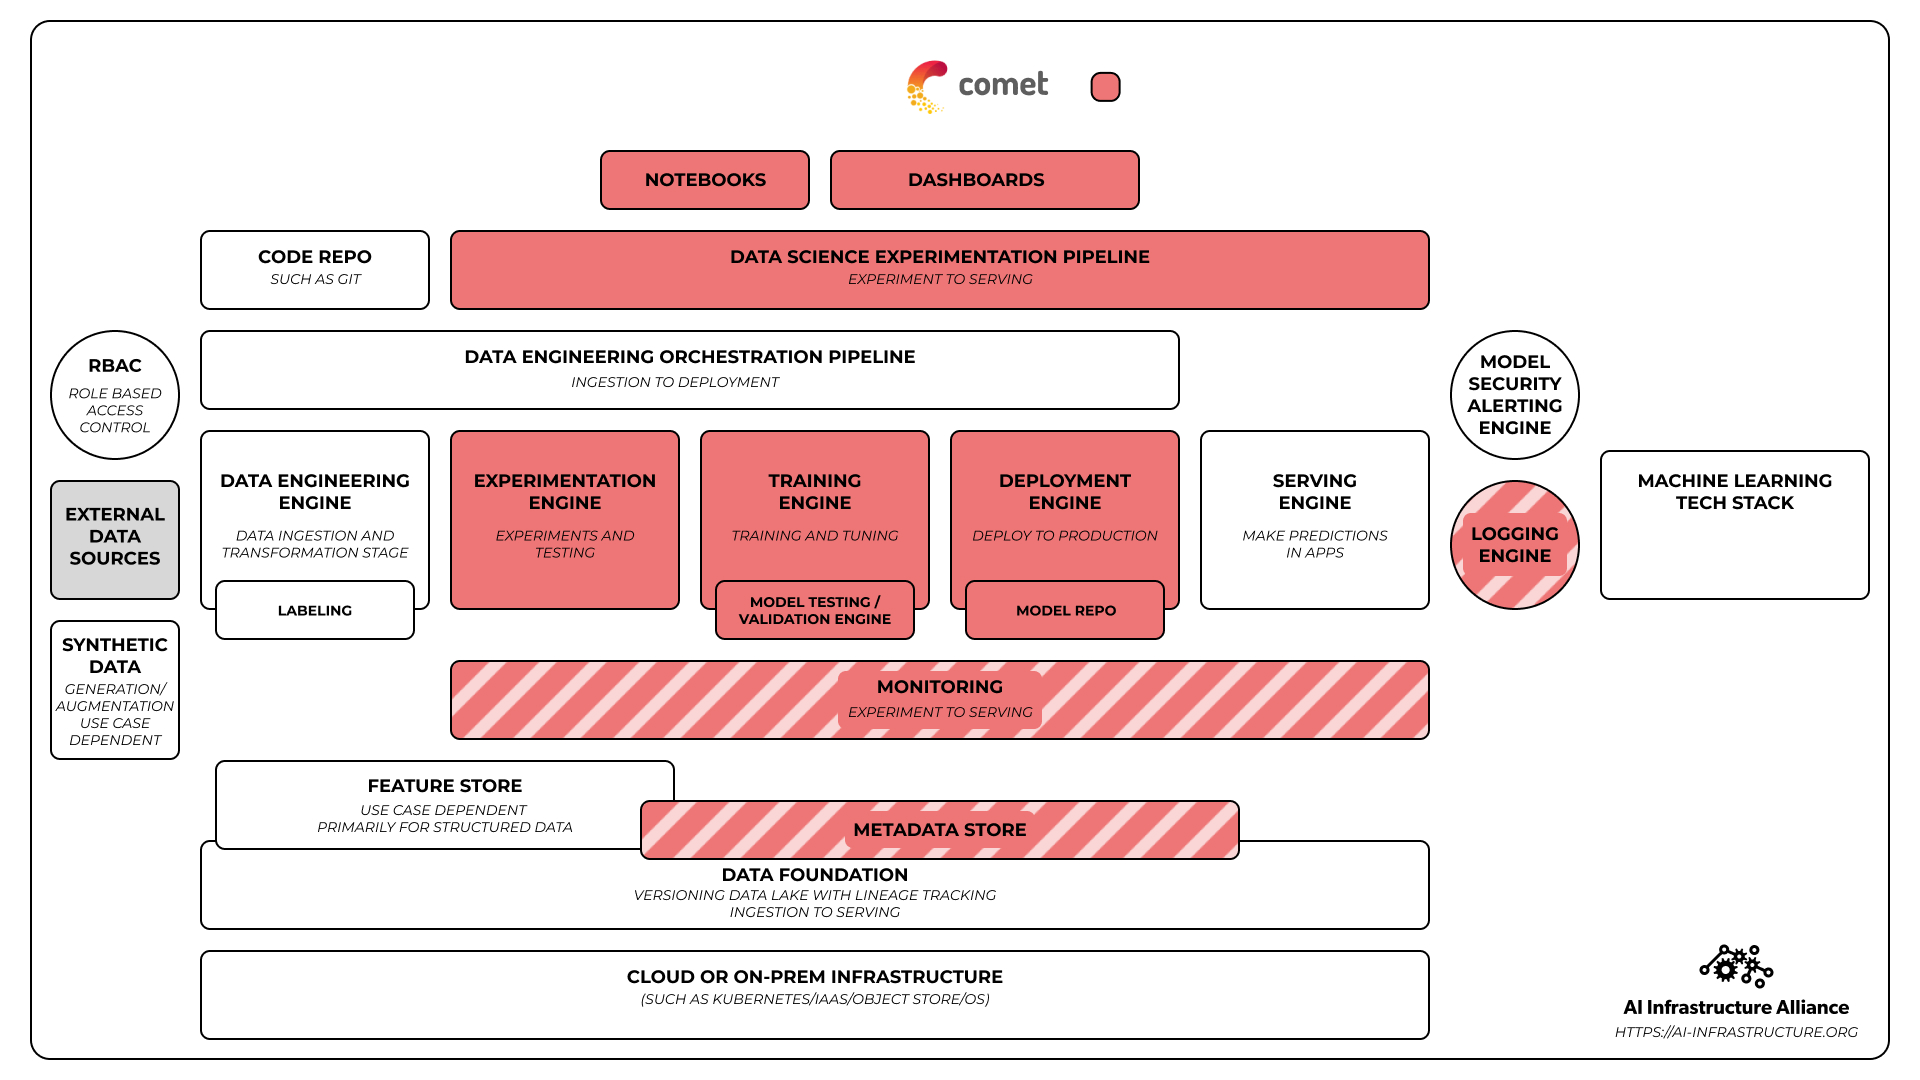 comet
NOTEBOOKS
DASHBOARDS
CODE REPO
SUCH AS GIT
DATA SCIENCE EXPERIMENTATION PIPELINE
EXPERIMENT TO SERVING
RBAC
ROLE BASED
ACCESS
CONTROL
DATA ENGINEERING ORCHESTRATION PIPELINE
INGESTION TO DEPLOYMENT
MODEL
SECURITY
ALERTING
ENGINE
EXTERNAL
DATA
SOURCES
DATA ENGINEERING
ENGINE
DATA INGESTION AND
TRANSFORMATION STAGE
LABELING
EXPERIMENTATION
ENGINE
EXPERIMENTS AND
TESTING
TRAINING
ENGINE
TRAINING AND TUNING
MODEL TESTING /
VALIDATION ENGINE
DEPLOYMENT
ENGINE
DEPLOY TO PRODUCTION
MODEL REPO
SERVING
ENGINE
MAKE PREDICTIONS
IN APPS
LOGGING
ENGINE
MACHINE LEARNING
TECH STACK
SYNTHETIC
DATA
GENERATION/
AUGMENTATION
USE CASE
DEPENDENT
MONITORING
EXPERIMENT TO SERVING
FEATURE STORE
USE CASE DEPENDENT
PRIMARILY FOR STRUCTURED DATA
METADATA STORE
DATA FOUNDATION
VERSIONING DATA LAKE WITH LINEAGE TRACKING
INGESTION TO SERVING
CLOUD OR ON-PREM INFRASTRUCTURE
(SUCH AS KUBERNETES/IAAS/OBJECT STORE/OS)
AI Infrastructure Alliance
HTTPS://AI-INFRASTRUCTURE.ORG